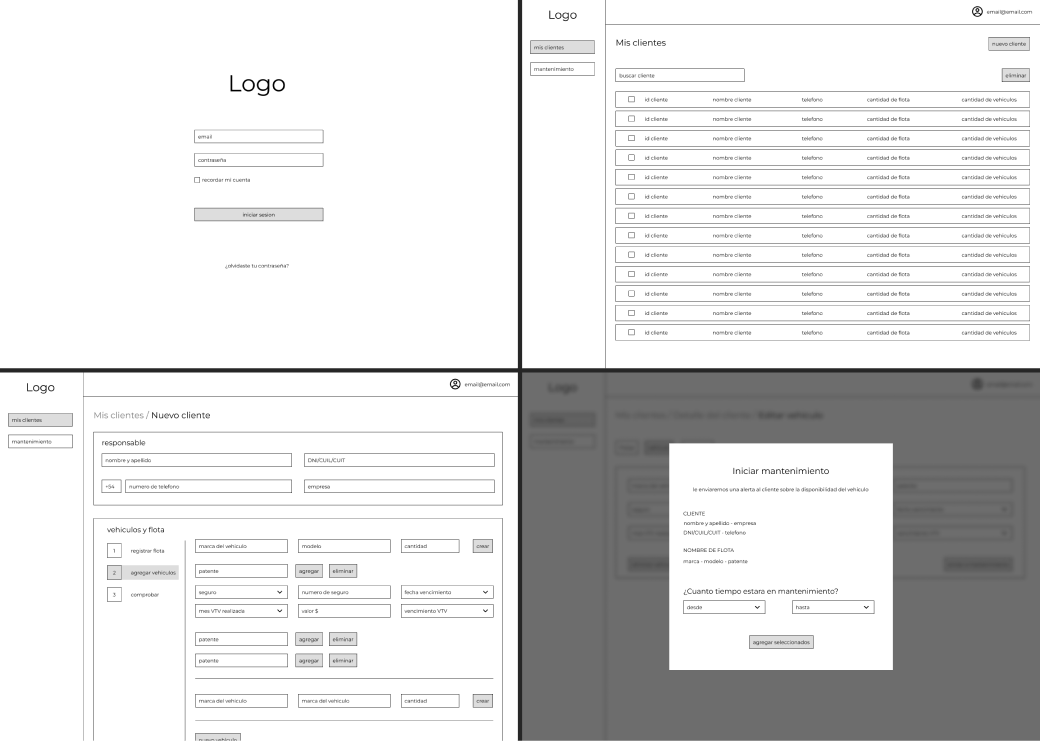 Logo
email
contraseña
recordar mi cuenta
iniciar sesion
¿olvidaste tu contraseña?
Logo
email@email.com
mis clientes
mantenimiento
Mis clientes
nuevo cliente
buscar cliente
eliminar
id cliente nombre cliente telefono cantidad de flota cantidad de vehiculos
id cliente nombre cliente telefono cantidad de flota cantidad de vehiculos
id cliente nombre cliente telefono cantidad de flota cantidad de vehiculos
id cliente nombre cliente telefono cantidad de flota cantidad de vehiculos
id cliente nombre cliente telefono cantidad de flota cantidad de vehiculos
id cliente nombre cliente telefono cantidad de flota cantidad de vehiculos
id cliente nombre cliente telefono cantidad de flota cantidad de vehiculos
id cliente nombre cliente telefono cantidad de flota cantidad de vehiculos
id cliente nombre cliente telefono cantidad de flota cantidad de vehiculos
id cliente nombre cliente telefono cantidad de flota cantidad de vehiculos
id cliente nombre cliente telefono cantidad de flota cantidad de vehiculos
id cliente nombre cliente telefono cantidad de flota cantidad de vehiculos
id cliente nombre cliente telefono cantidad de flota cantidad de vehiculos
Logo
email@email.com
mis clientes
mantenimiento
Mis clientes / Nuevo cliente
responsable
nombre y apellido DNI/CUIL/CUIT
+54 numero de telefono empresa
vehiculos y flota
1 registrar flota
2 agregar vehiculos
3 comprobar
marca del vehiculo modelo cantidad crear
patente agregar eliminar
seguro numero de seguro fecha vencimiento
mes VTV realizada valor $ vencimiento VTV
patente agregar eliminar
patente agregar eliminar
marca del vehiculo marca del vehiculo cantidad crear
nuevo vehiculo
Logo
Mis clientes / Detalle del cliente / Editar vehiculo
Iniciar mantenimiento
le enviaremos una alerta al cliente sobre la disponibilidad del vehiculo
CLIENTE
nombre y apellido - empresa
DNI/CUIL/CUIT - telefono
NOMBRE DE FLOTA
marca - modelo - patente
¿Cuanto tiempo estara en mantenimiento?
desde hasta
agregar seleccionados